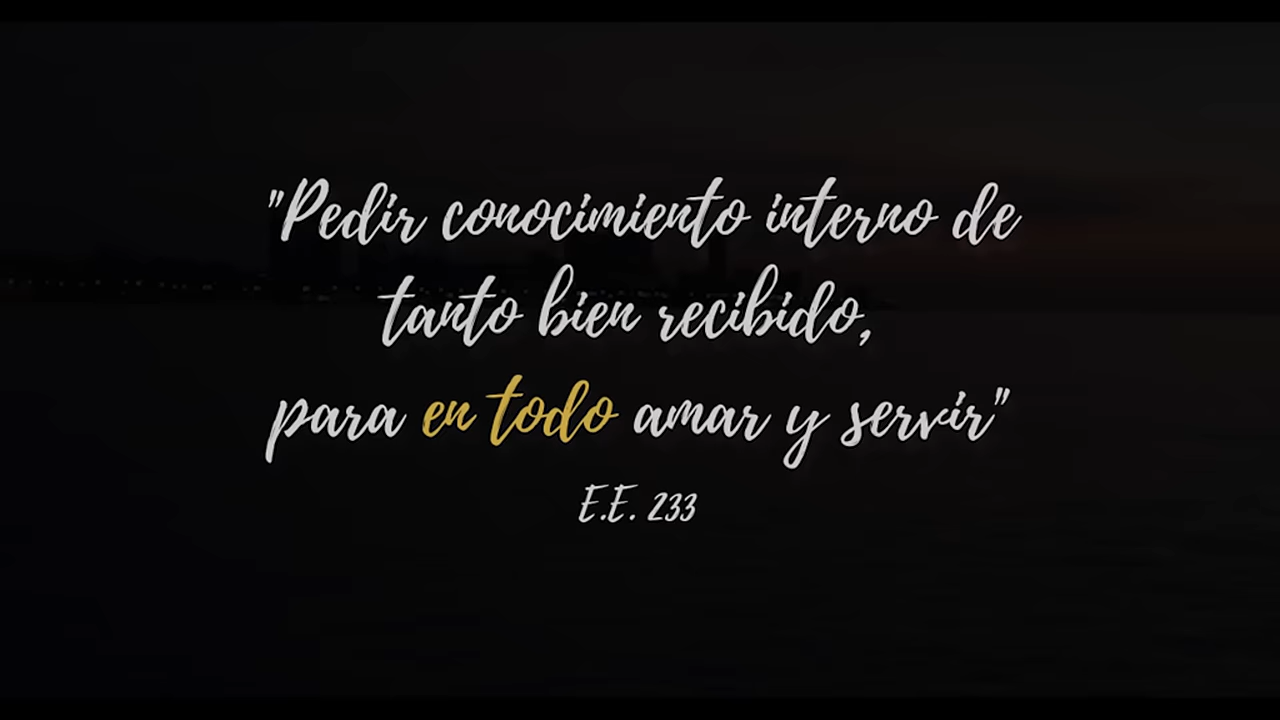 "Pedir conocimiento interno de
tanto bien recibido,
para en todo amar y servir"
E.E. 233